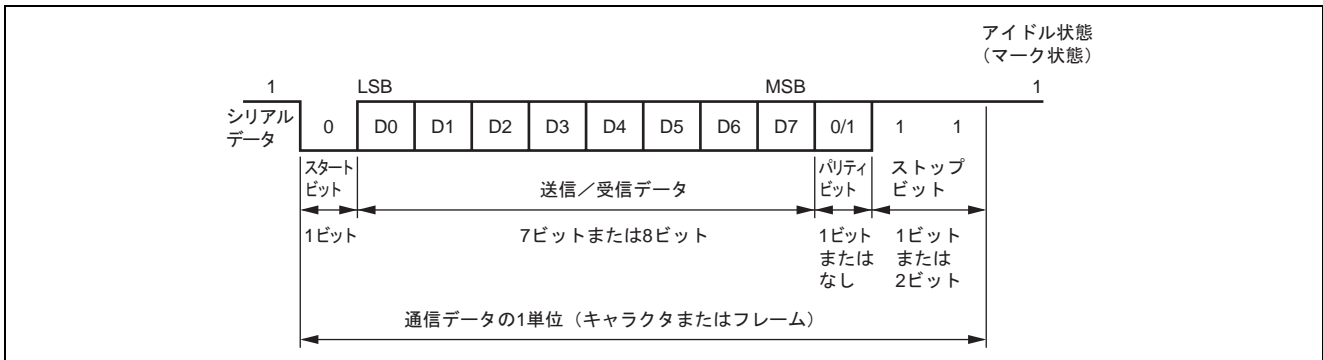 アイドル状態
（マーク状態）
1 LSB MSB 1
シリアル
データ
0 D0 D1 D2 D3 D4 D5 D6 D7 0/1 1 1
スタート
ビット
送信／受信データ
パリティ
ビット
ストップ
ビット
1ビット
7ビットまたは8ビット
1ビット
または
なし
1ビット
または
2ビット
通信データの1単位（キャラクタまたはフレーム）